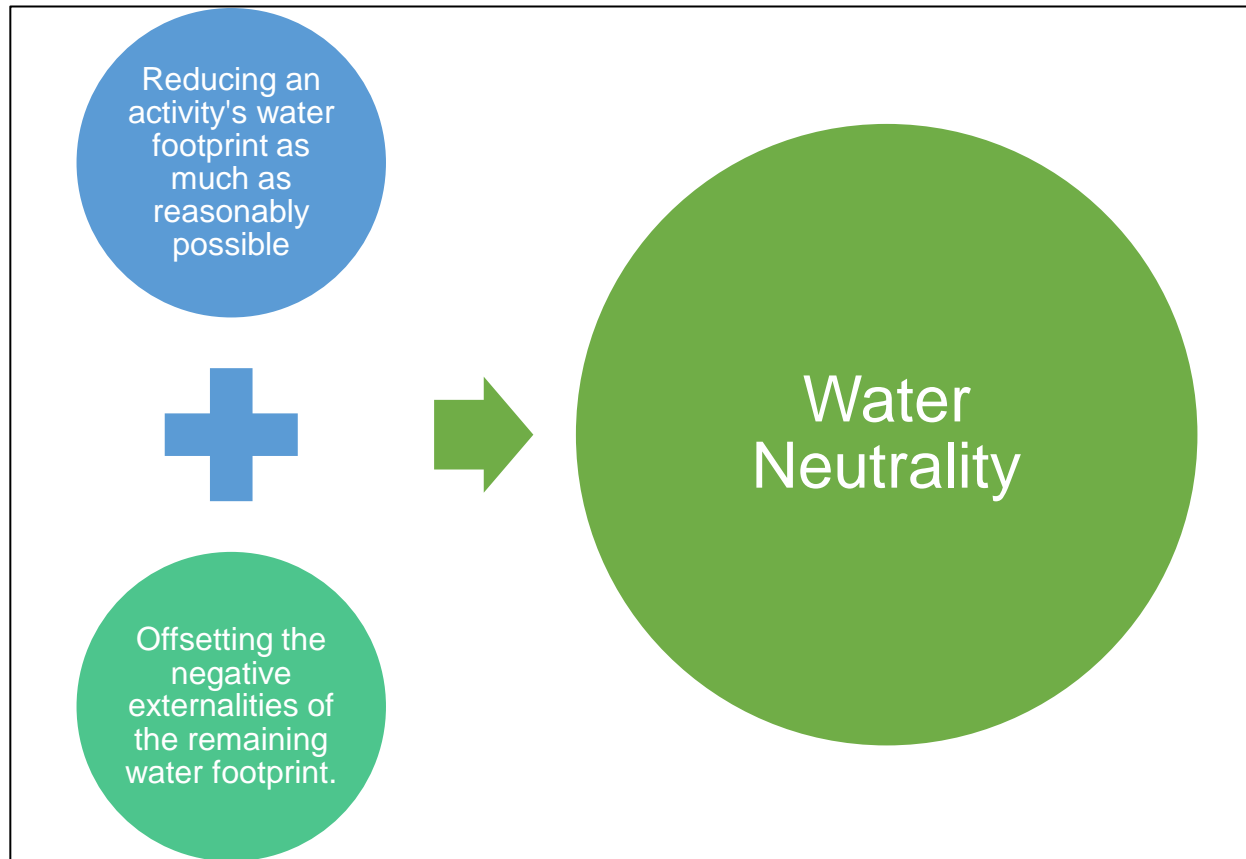 Reducing an
activity's water
footprint as
much as
reasonably
possible
Offsetting the
negative
externalities of
the remaining
water footprint.
Water
Neutrality